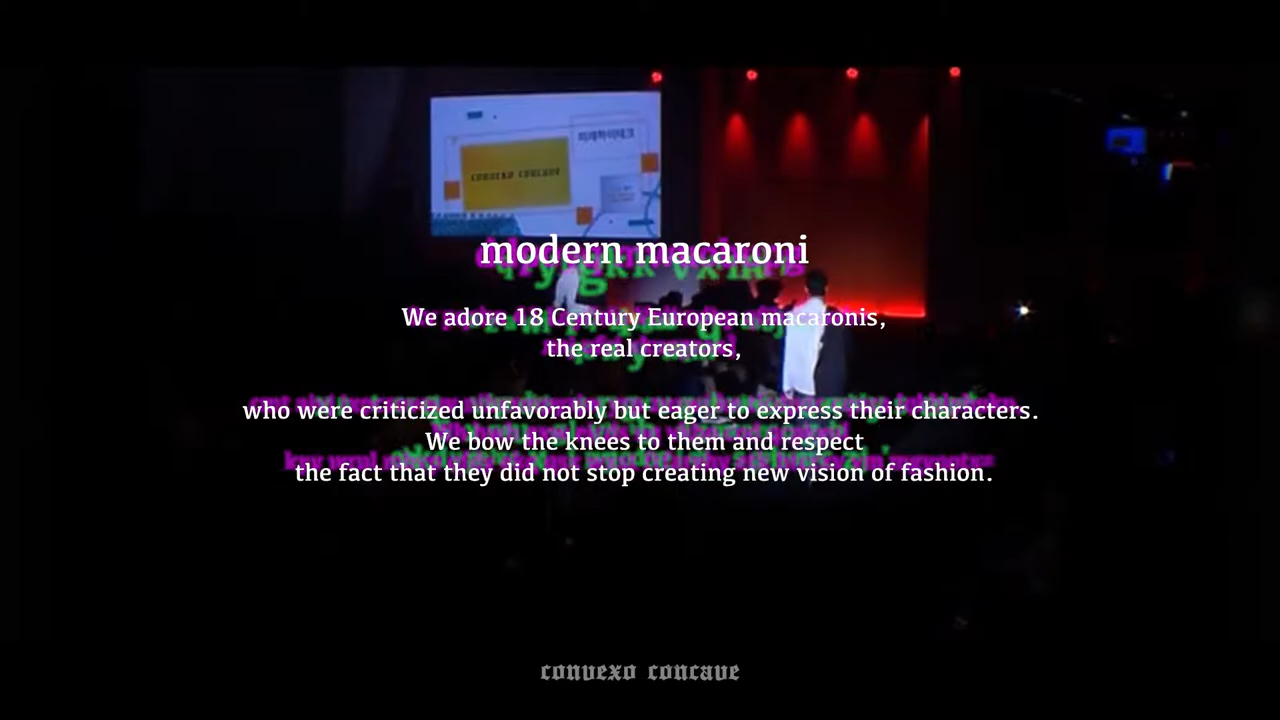 convexo concave
modern macaroni
We adore 18 Century European macaronis,
the real creators,
who were criticized unfavorably but eager to express their characters.
We bow the knees to them and respect
the fact that they did not stop creating new vision of fashion.
convexo concave